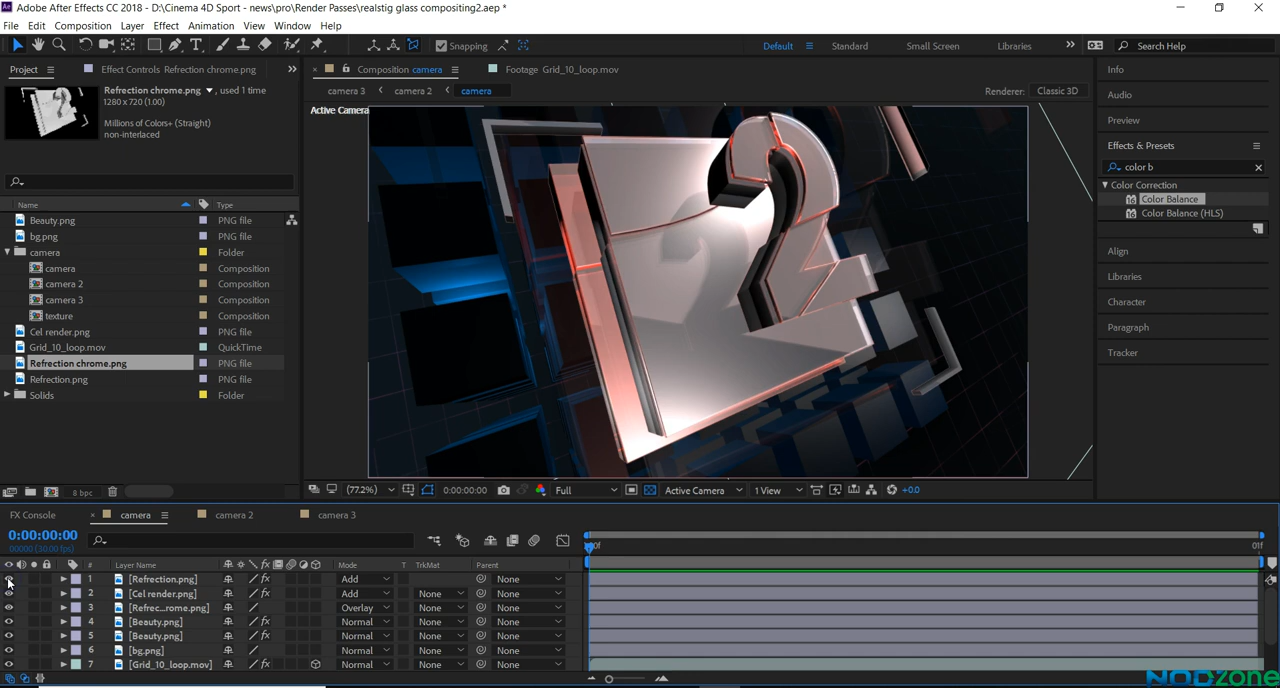 Adobe After Effects CC 2018 - D:\Cinema 4D Sport - news\pro\Render Passes\realstig glass compositing2.aep *
File Edit Composition Layer Effect Animation View Window Help
Snapping Default Standard Small Screen Libraries Search Help
Project Effect Controls Refrection chrome.png Composition camera Footage Grid_10_loop.mov Info
Refrection chrome.png , used 1 time
1280 x 720 (1.00)
Millions of Colors+ (Straight)
non-interlaced
camera 3 camera 2 camera Renderer: Classic 3D
Active Camera
Audio
Preview
Effects & Presets
color b
Color Correction
Color Balance
Color Balance (HLS)
Align
Libraries
Character
Paragraph
Tracker
Name Type
Beauty.png PNG file
bg.png PNG file
camera Folder
camera Composition
camera 2 Composition
camera 3 Composition
texture Composition
Cel render.png PNG file
Grid_10_loop.mov QuickTime
Refrection chrome.png PNG file
Refrection.png PNG file
Solids Folder
8 bpc
(77.2%) 0:00:00:00 Full Active Camera 1 View +0.0
FX Console camera camera 2 camera 3
0:00:00:00
00000 (30.00 fps)
:00f 01f
# Layer Name Mode T TrkMat Parent
1 [Refrection.png] Add None
2 [Cel render.png] Add None None
3 [Refrec...rome.png] Overlay None None
4 [Beauty.png] Normal None None
5 [Beauty.png] Normal None None
6 [bg.png] Normal None None
7 [Grid_10_loop.mov] Normal None None
NODzone